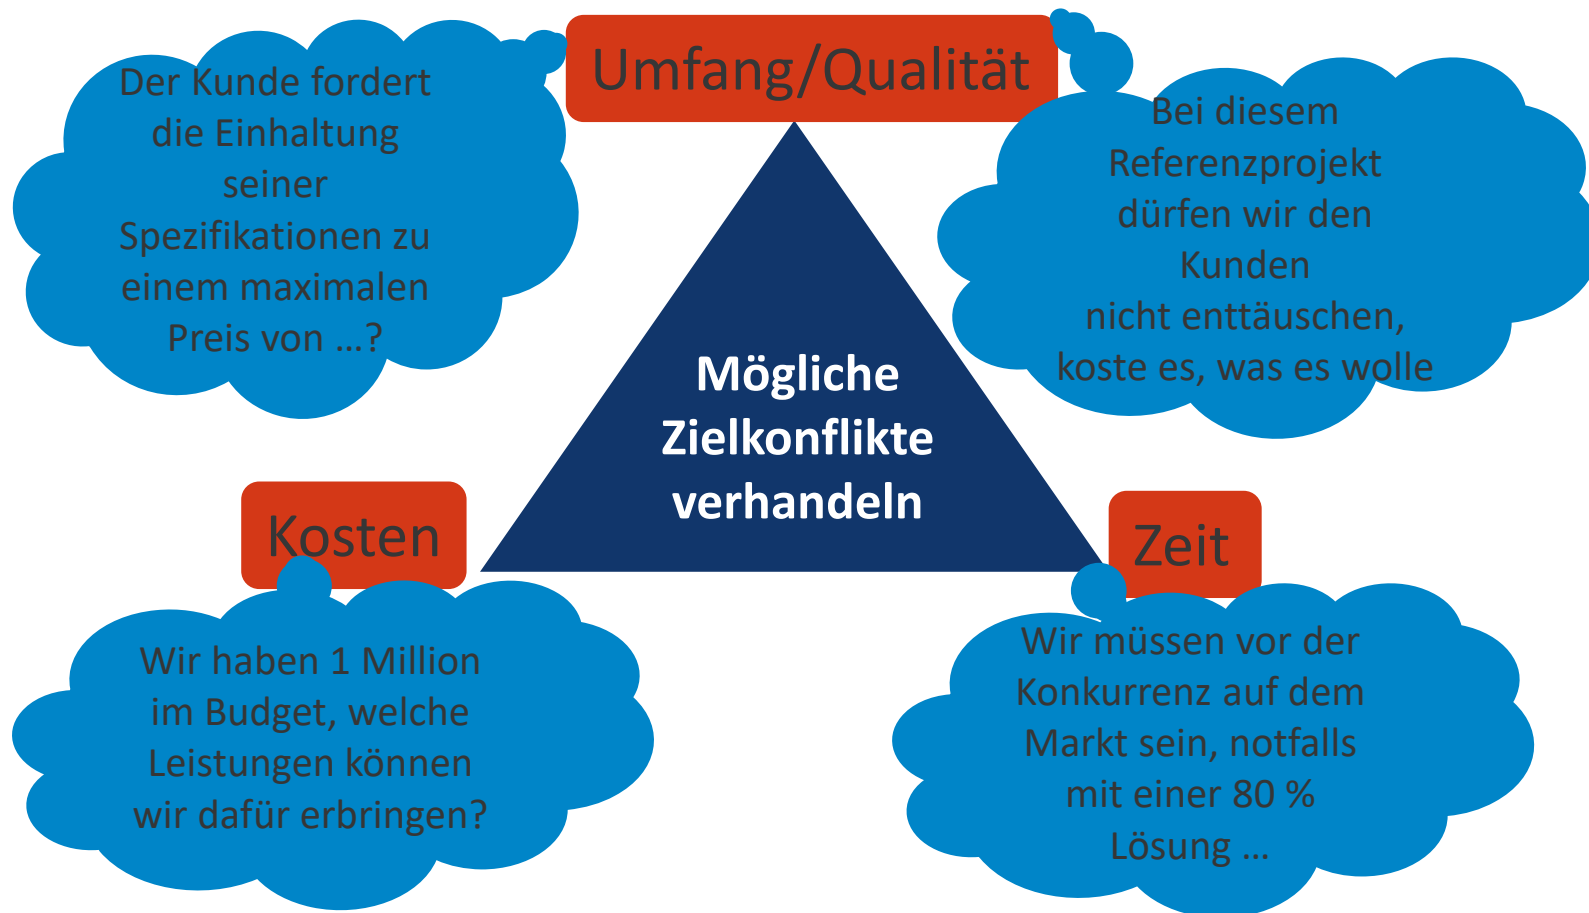 Umfang/Qualität
Der Kunde fordert
die Einhaltung
seiner
Spezifikationen zu
einem maximalen
Preis von …?
Bei diesem
Referenzprojekt
dürfen wir den
Kunden
nicht enttäuschen,
koste es, was es wolle
Mögliche
Zielkonflikte
verhandeln
Kosten
Zeit
Wir haben 1 Million
im Budget, welche
Leistungen können
wir dafür erbringen?
Wir müssen vor der
Konkurrenz auf dem
Markt sein, notfalls
mit einer 80 %
Lösung …